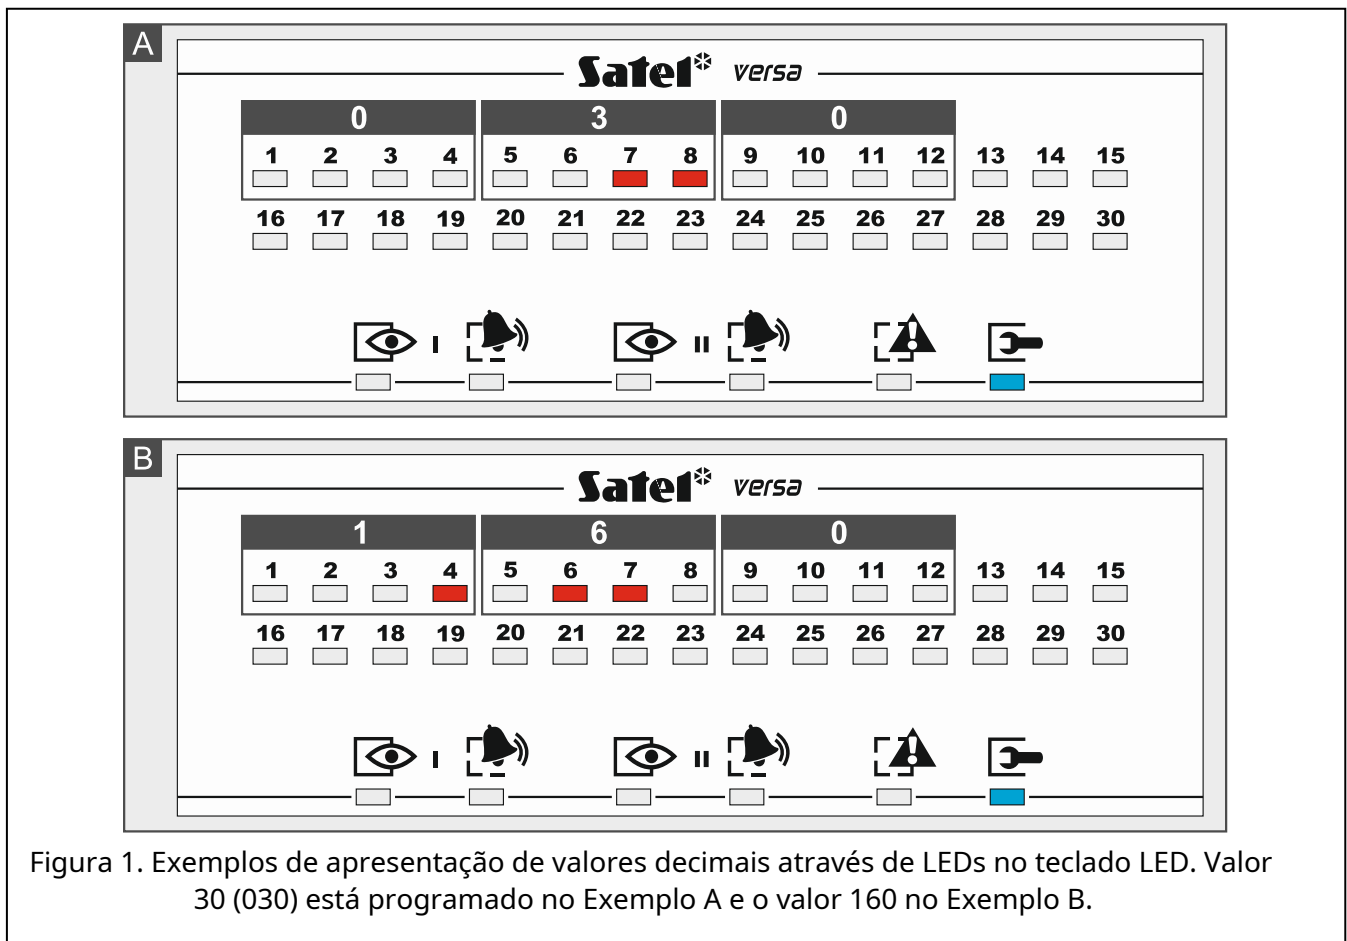 A
Satel versa
0 3 0
1 2 3 4 5 6 7 8 9 10 11 12 13 14 15
16 17 18 19 20 21 22 23 24 25 26 27 28 29 30
I II
B
Satel versa
1 6 0
1 2 3 4 5 6 7 8 9 10 11 12 13 14 15
16 17 18 19 20 21 22 23 24 25 26 27 28 29 30
I II
Figura 1. Exemplos de apresentação de valores decimais através de LEDs no teclado LED. Valor
30 (030) está programado no Exemplo A e o valor 160 no Exemplo B.